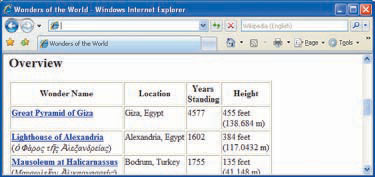 Wonders of the World - Windows Internet Explorer
Wikipedia (English)
Wonders of the World
Page
Tools
Overview
Wonder Name Location Years Standing Height
Great Pyramid of Giza Giza, Egypt 4577 455 feet
(138.684 m)
Lighthouse of Alexandria Alexandria, Egypt 1602 384 feet
(ὁ Φάρος τῆς Ἀλεξανδρείας) (117.0432 m)
Mausoleum at Halicarnassus Bodrum, Turkey 1755 135 feet
(41.148 m)